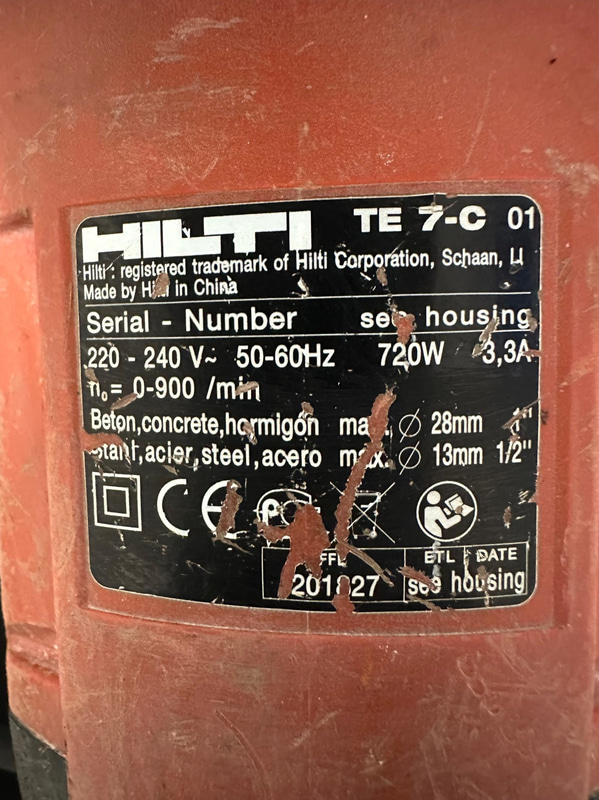 HILTI TE 7-C 01
Hilti: registered trademark of Hilti Corporation, Schaan, LI
Made by Hilti in China
Serial - Number see housing
220 - 240 V~ 50-60Hz 720W 3,3A
n₀= 0-900 /min
Beton,concrete,hormigón max. ∅ 28mm 1"
Stahl,acier,steel,acero max. ∅ 13mm 1/2"
CE
ETL DATE
201827 see housing